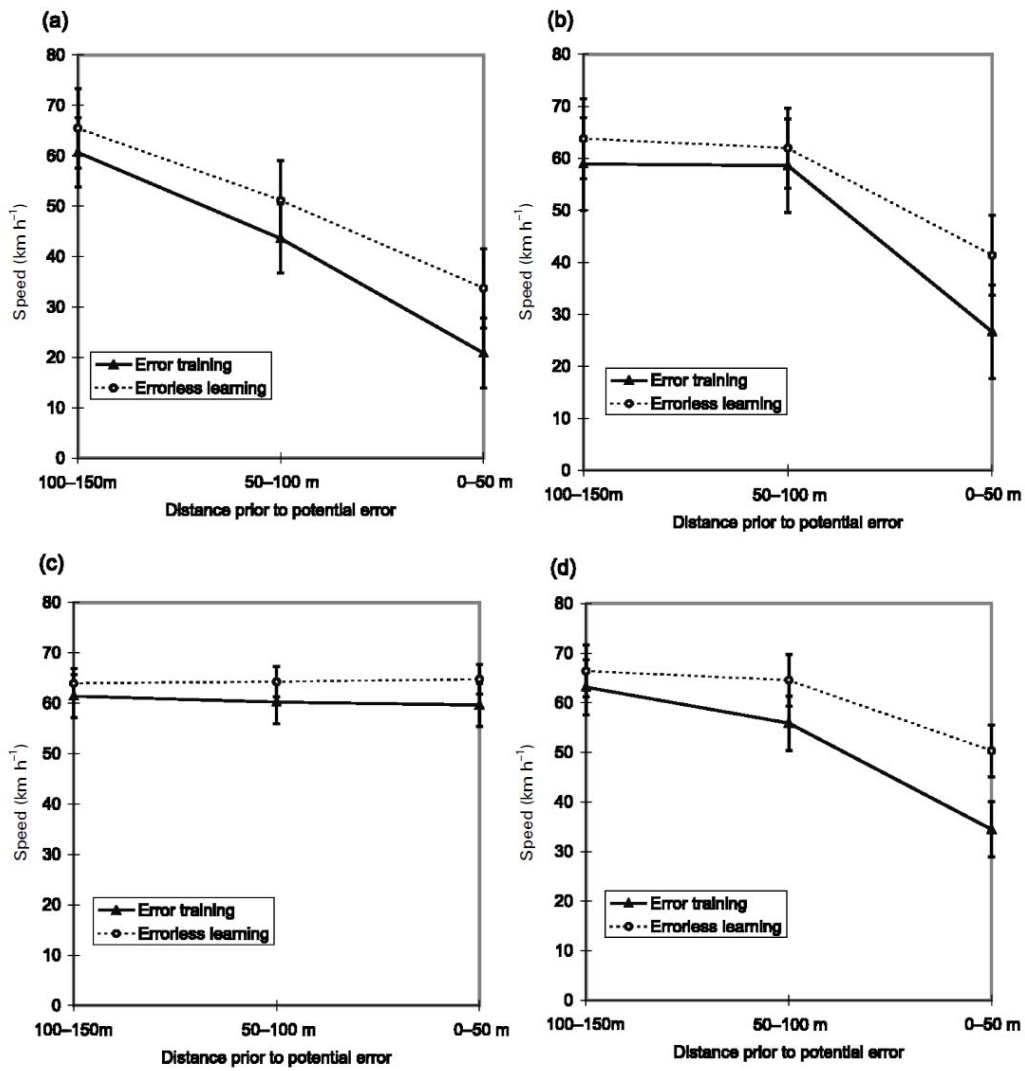 (a)
80
70
60
50
40
30
20
10
0
Speed (km h⁻¹)
Error training
Errorless learning
100–150m
50–100 m
0–50 m
Distance prior to potential error
(b)
80
70
60
50
40
30
20
10
0
Speed (km h⁻¹)
Error training
Errorless learning
100–150m
50–100 m
0–50 m
Distance prior to potential error
(c)
80
70
60
50
40
30
20
10
0
Speed (km h⁻¹)
Error training
Errorless learning
100–150m
50–100 m
0–50 m
Distance prior to potential error
(d)
80
70
60
50
40
30
20
10
0
Speed (km h⁻¹)
Error training
Errorless learning
100–150m
50–100 m
0–50 m
Distance prior to potential error